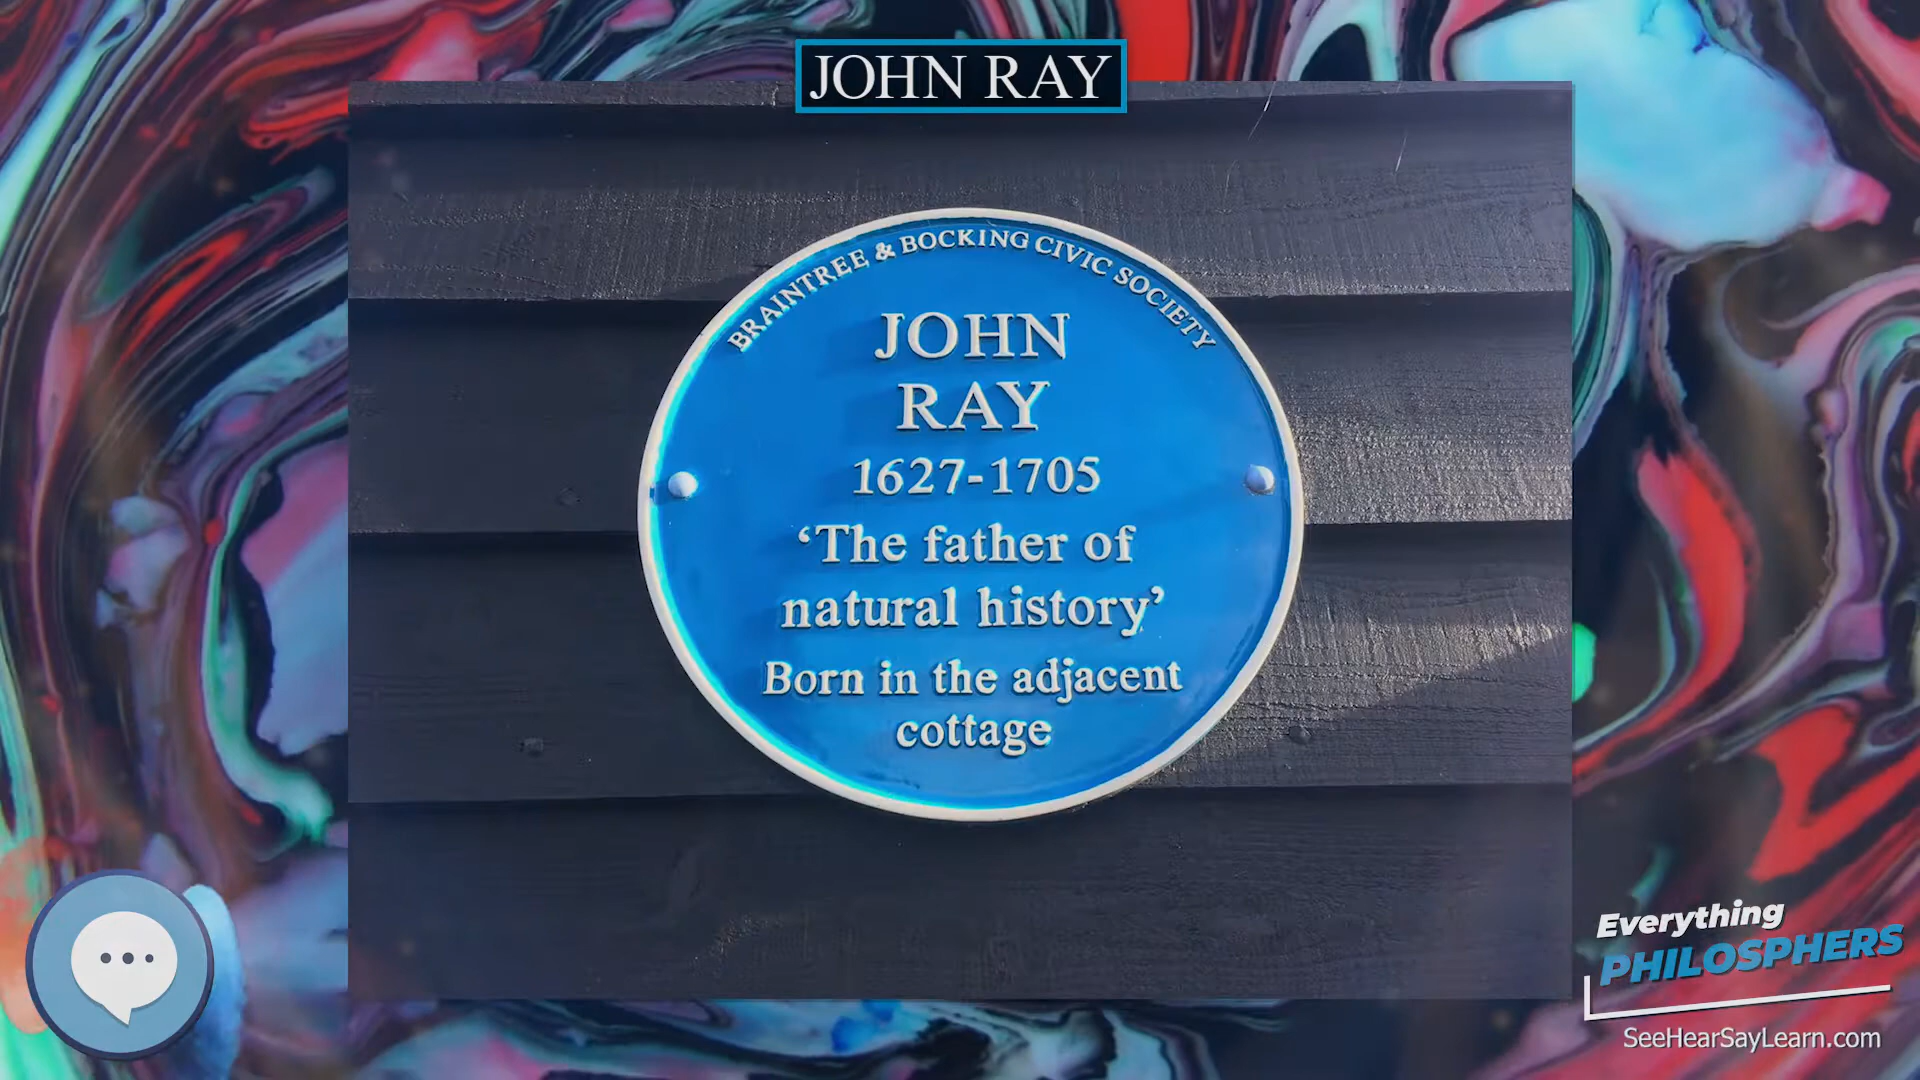 JOHN RAY
BRAINTREE & BOCKING CIVIC SOCIETY
JOHN
RAY
1627-1705
‘The father of
natural history’
Born in the adjacent
cottage
Everything
PHILOSPHERS
SeeHearSayLearn.com